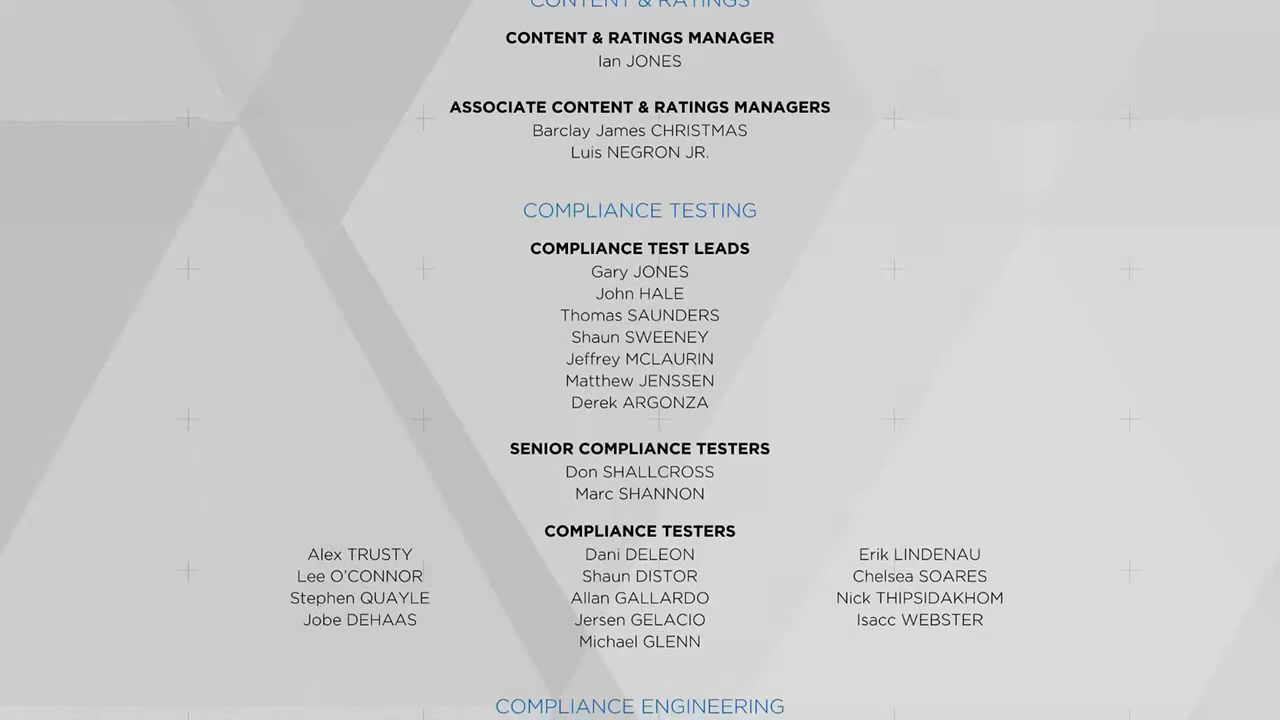 CONTENT & RATINGS
CONTENT & RATINGS MANAGER
Ian JONES
ASSOCIATE CONTENT & RATINGS MANAGERS
Barclay James CHRISTMAS
Luis NEGRON JR.
COMPLIANCE TESTING
COMPLIANCE TEST LEADS
Gary JONES
John HALE
Thomas SAUNDERS
Shaun SWEENEY
Jeffrey MCLAURIN
Matthew JENSSEN
Derek ARGONZA
SENIOR COMPLIANCE TESTERS
Don SHALLCROSS
Marc SHANNON
COMPLIANCE TESTERS
Alex TRUSTY
Lee O'CONNOR
Stephen QUAYLE
Jobe DEHAAS
Dani DELEON
Shaun DISTOR
Allan GALLARDO
Jersen GELACIO
Michael GLENN
Erik LINDENAU
Chelsea SOARES
Nick THIPSIDAKHOM
Isacc WEBSTER
COMPLIANCE ENGINEERING